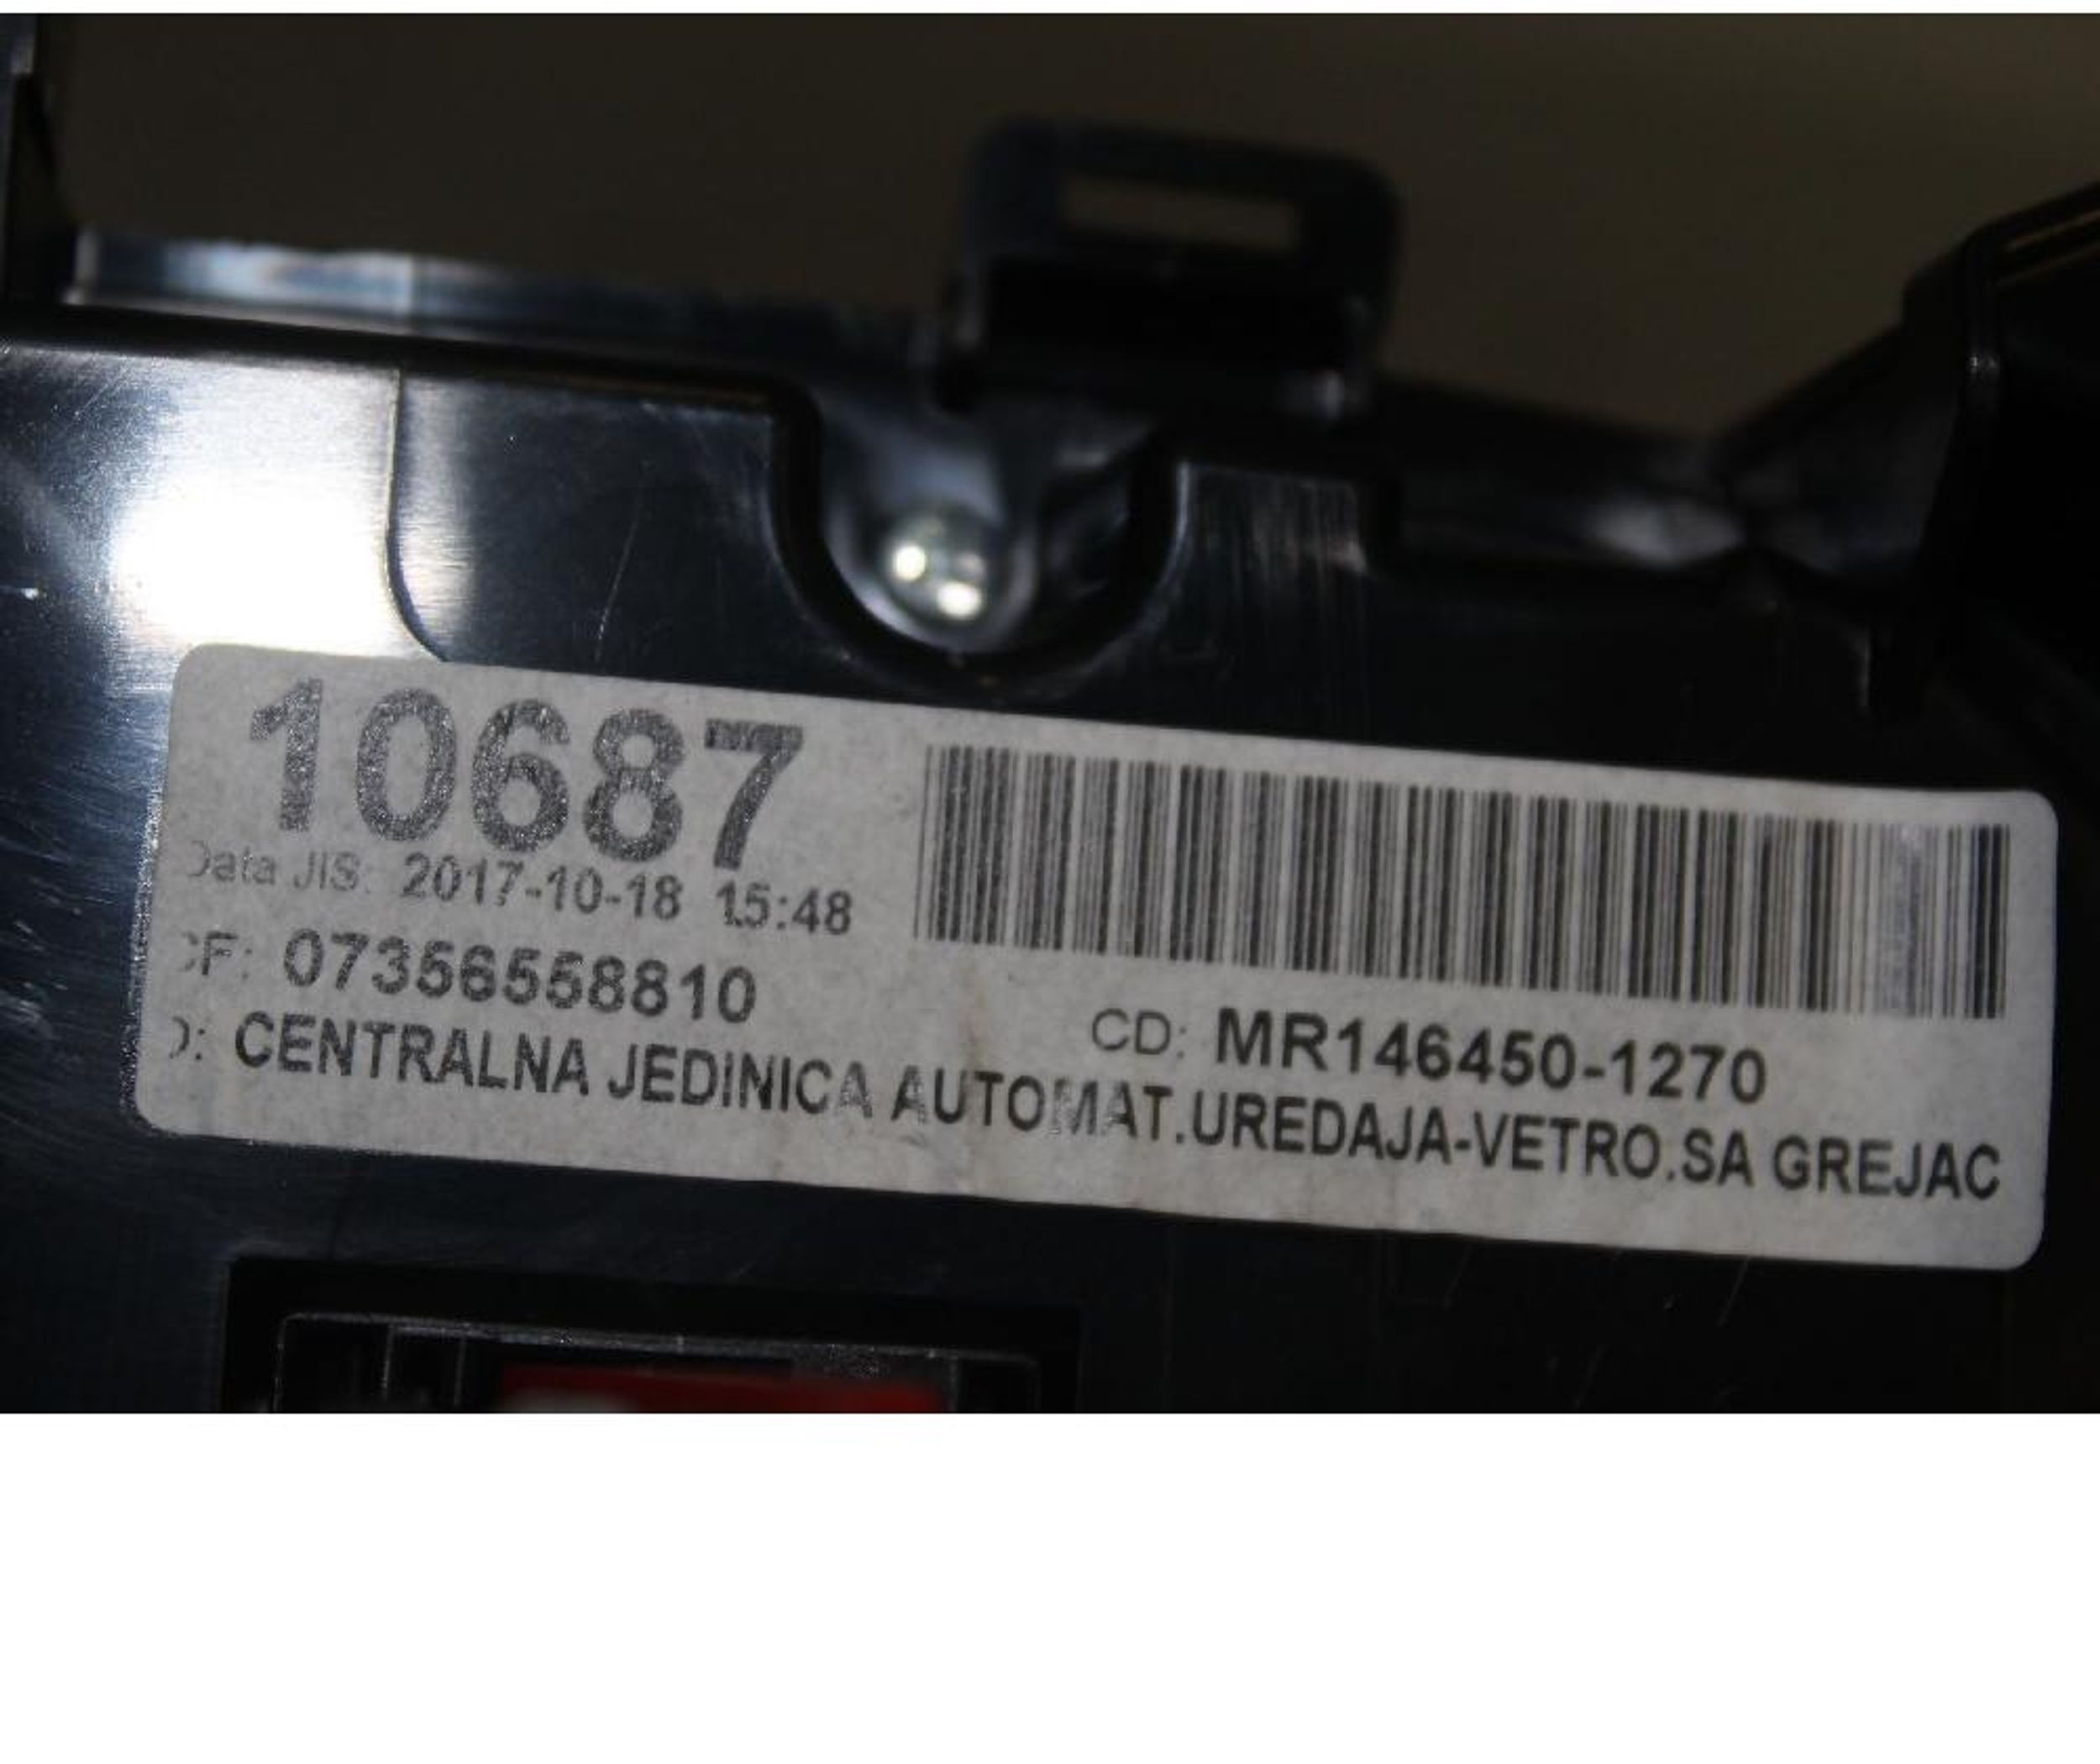 10687
Data JIS: 2017-10-18 15:48
CF: 07356558810
CD: MR146450-1270
D: CENTRALNA JEDINICA AUTOMAT.UREDAJA-VETRO.SA GREJAC